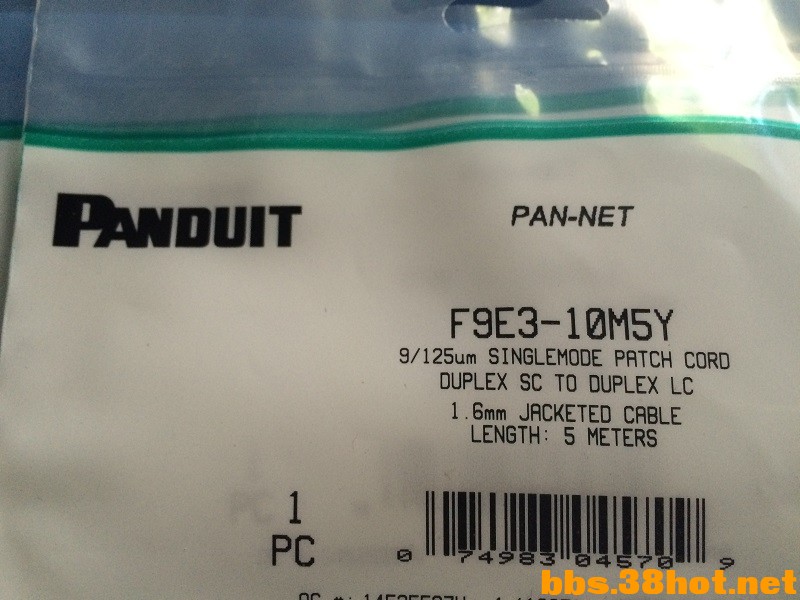 PANDUIT
PAN-NET
F9E3-10M5Y
9/125um SINGLEMODE PATCH CORD
DUPLEX SC TO DUPLEX LC
1.6mm JACKETED CABLE
LENGTH: 5 METERS
1
PC
0 74983 04570 9
bbs.38hot.net